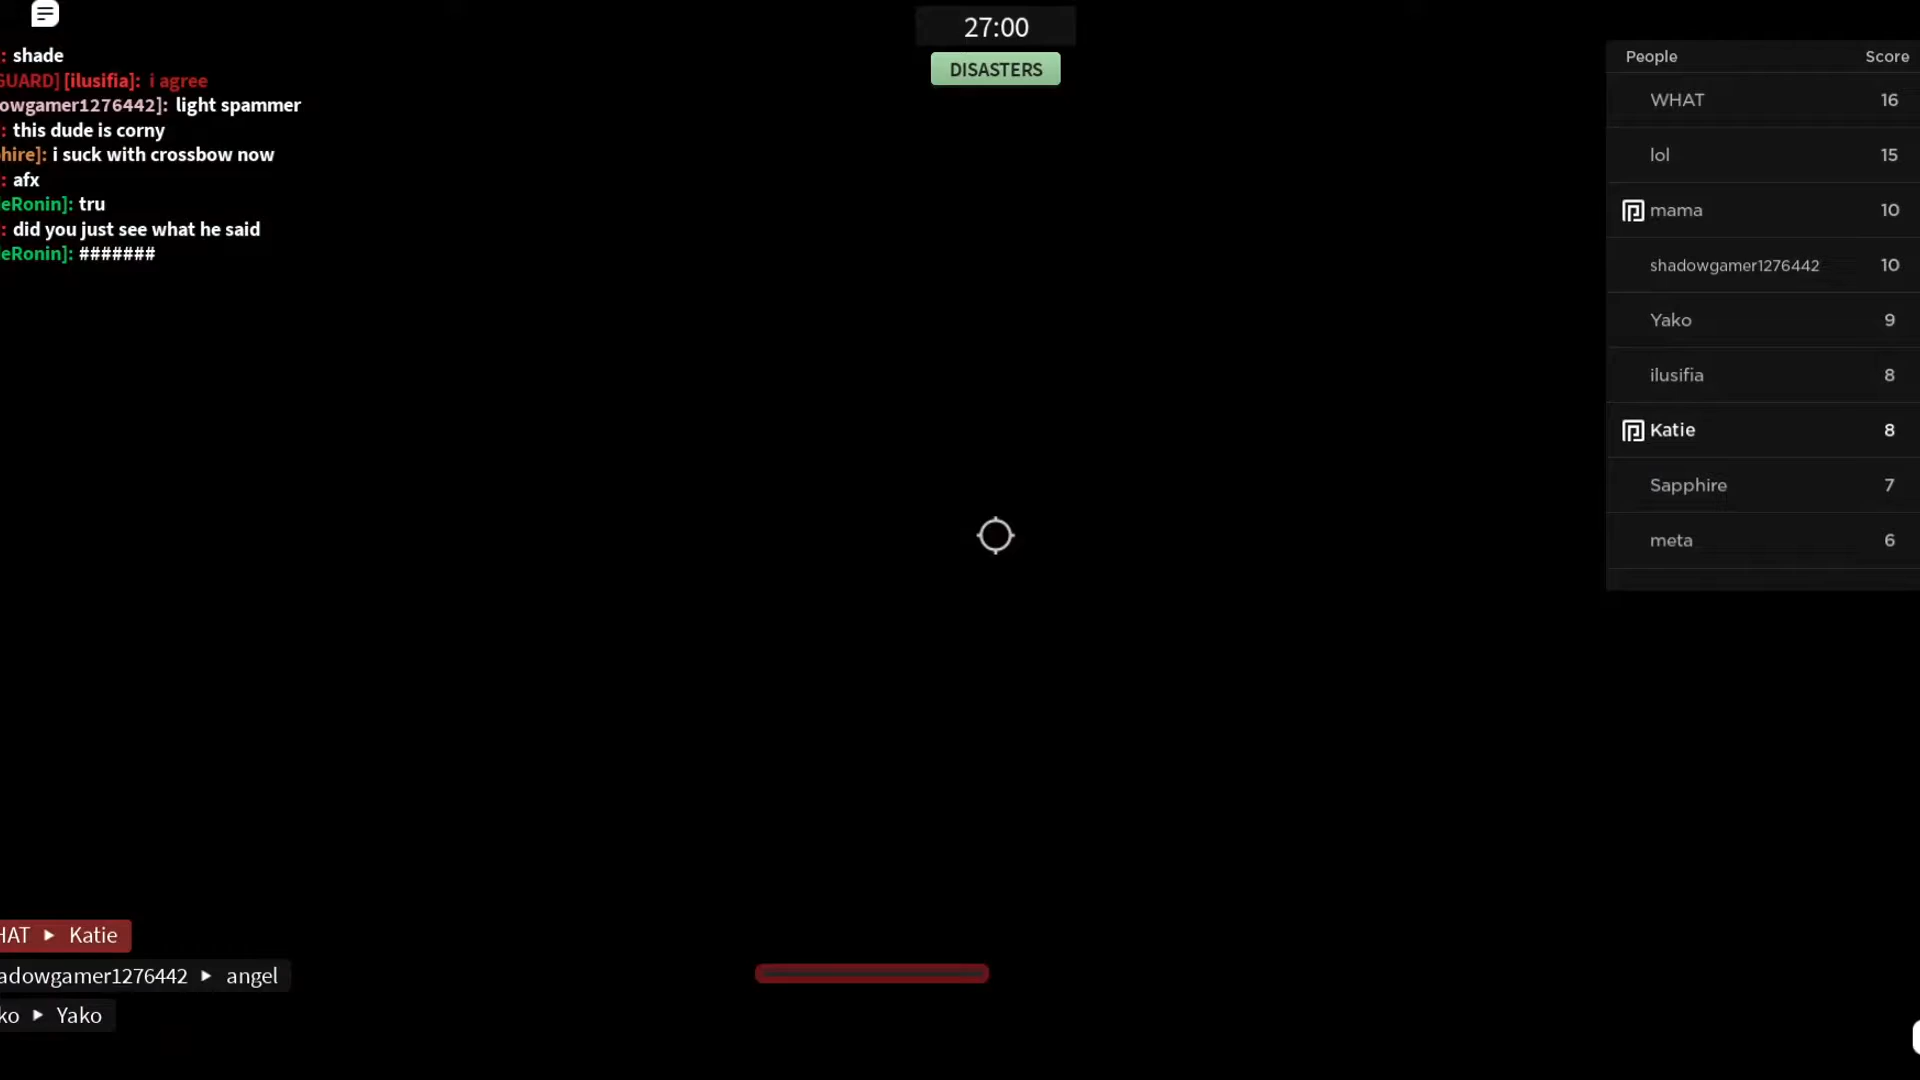 27:00
DISASTERS
: shade
GUARD] [ilusifia]: i agree
owgamer1276442]: light spammer
: this dude is corny
hire]: i suck with crossbow now
: afx
eRonin]: tru
: did you just see what he said
eRonin]: #######
People Score
WHAT 16
lol 15
mama 10
shadowgamer1276442 10
Yako 9
ilusifia 8
Katie 8
Sapphire 7
meta 6
HAT ▶ Katie
adowgamer1276442 ▶ angel
ko ▶ Yako